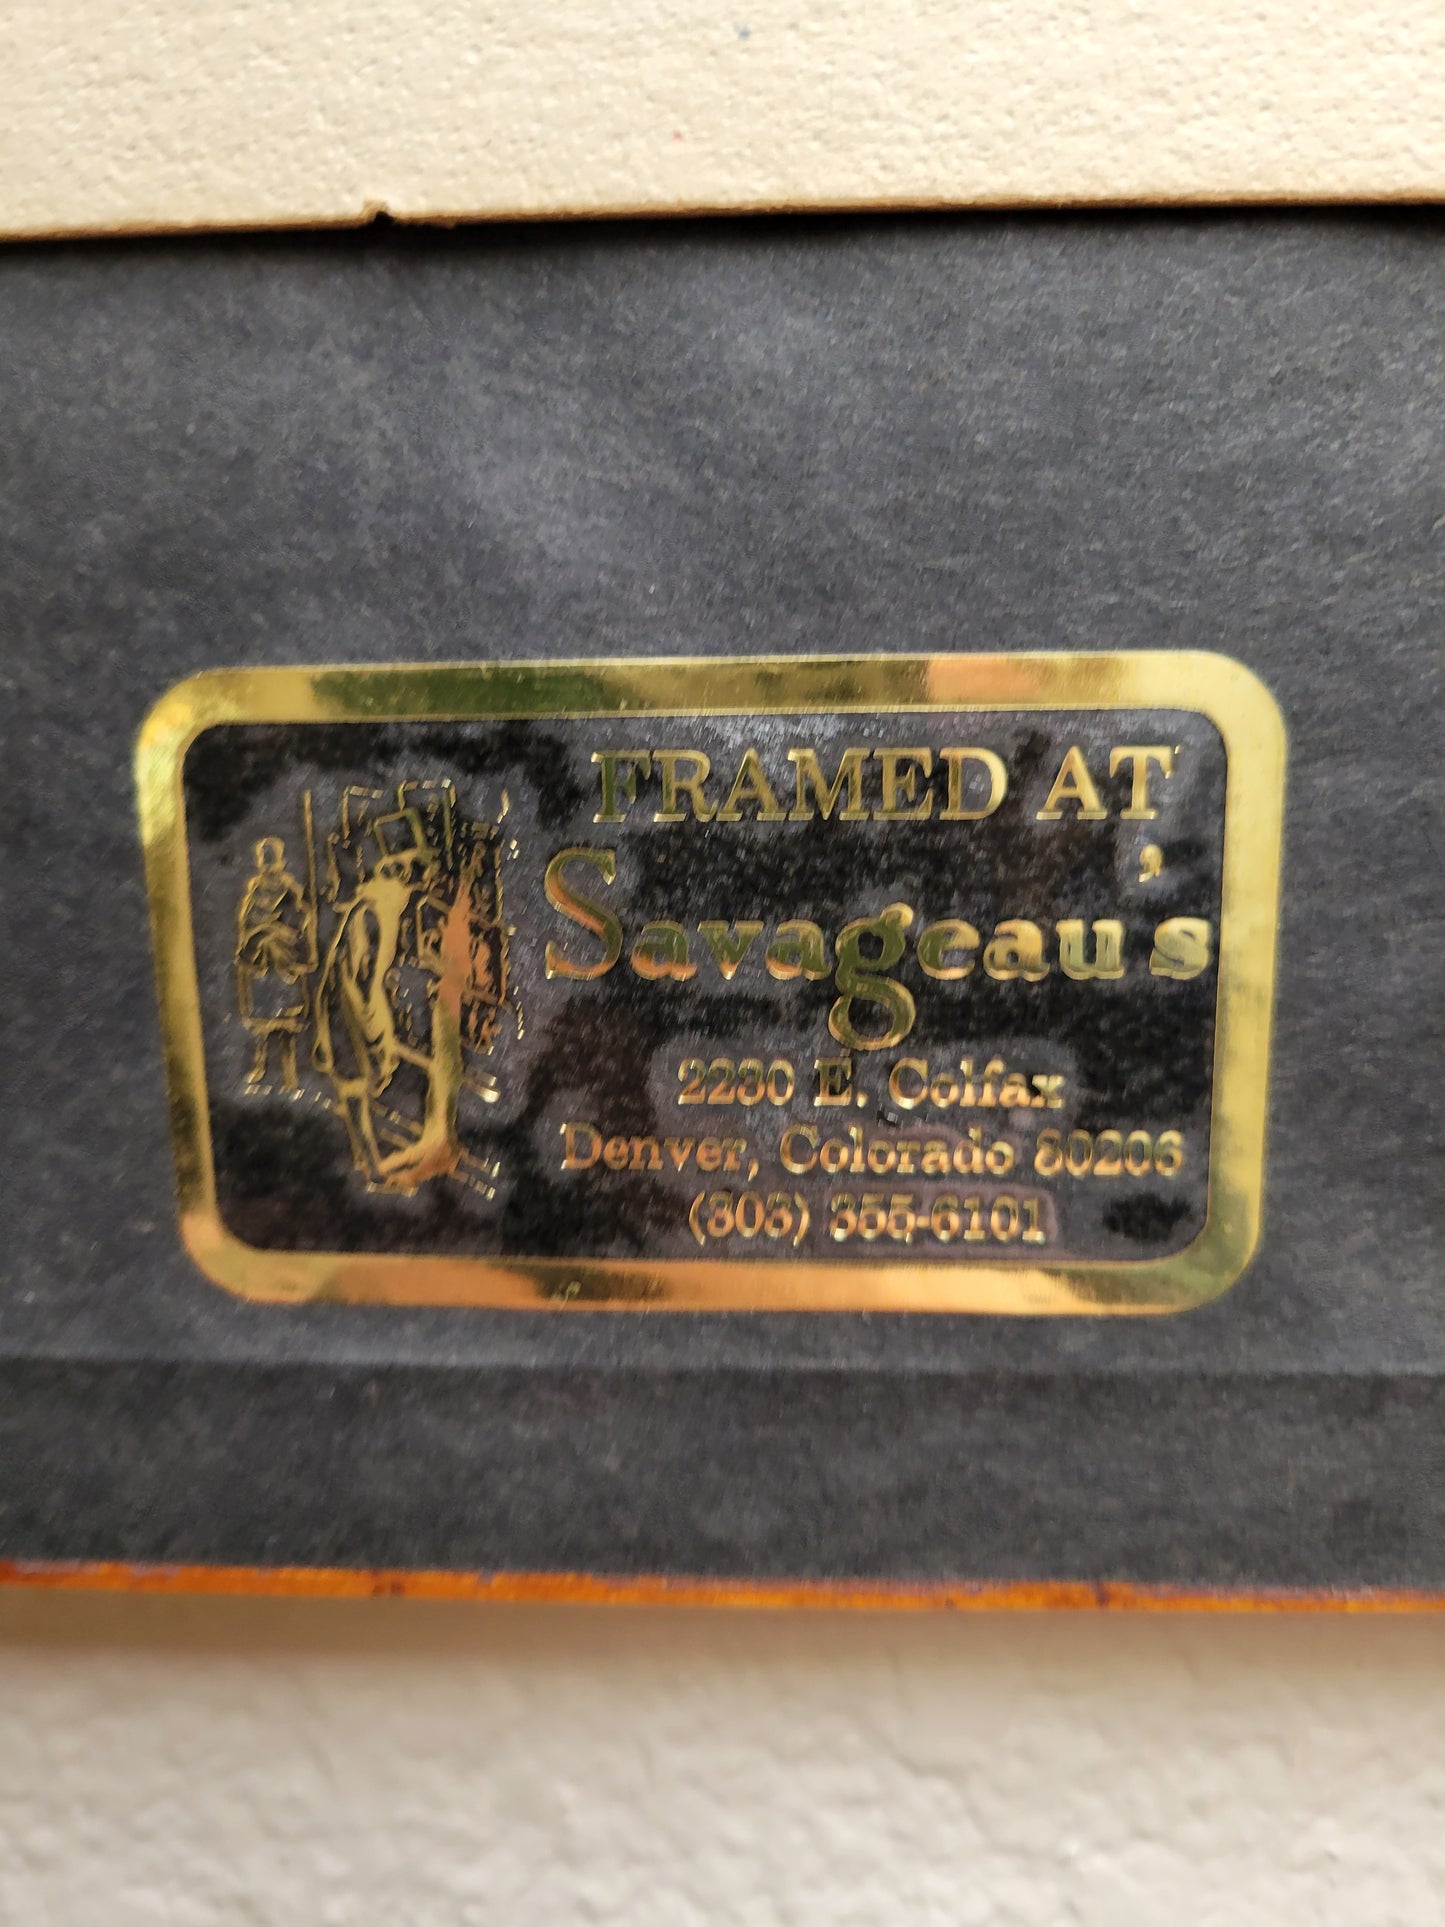 FRAMED AT
Savageau's
2230 E. Colfax
Denver, Colorado 80206
(303) 355-6101